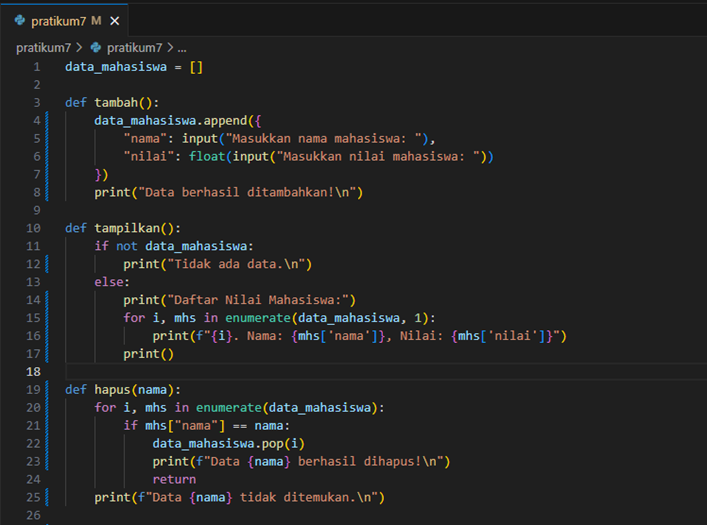 pratikum7 M ✕
pratikum7 > pratikum7 > ...
1 data_mahasiswa = []
2
3 def tambah():
4     data_mahasiswa.append({
5         "nama": input("Masukkan nama mahasiswa: "),
6         "nilai": float(input("Masukkan nilai mahasiswa: "))
7     })
8     print("Data berhasil ditambahkan!\n")
9
10 def tampilkan():
11     if not data_mahasiswa:
12         print("Tidak ada data.\n")
13     else:
14         print("Daftar Nilai Mahasiswa:")
15         for i, mhs in enumerate(data_mahasiswa, 1):
16             print(f"{i}. Nama: {mhs['nama']}, Nilai: {mhs['nilai']}")
17         print()
18
19 def hapus(nama):
20     for i, mhs in enumerate(data_mahasiswa):
21         if mhs["nama"] == nama:
22             data_mahasiswa.pop(i)
23             print(f"Data {nama} berhasil dihapus!\n")
24             return
25     print(f"Data {nama} tidak ditemukan.\n")
26